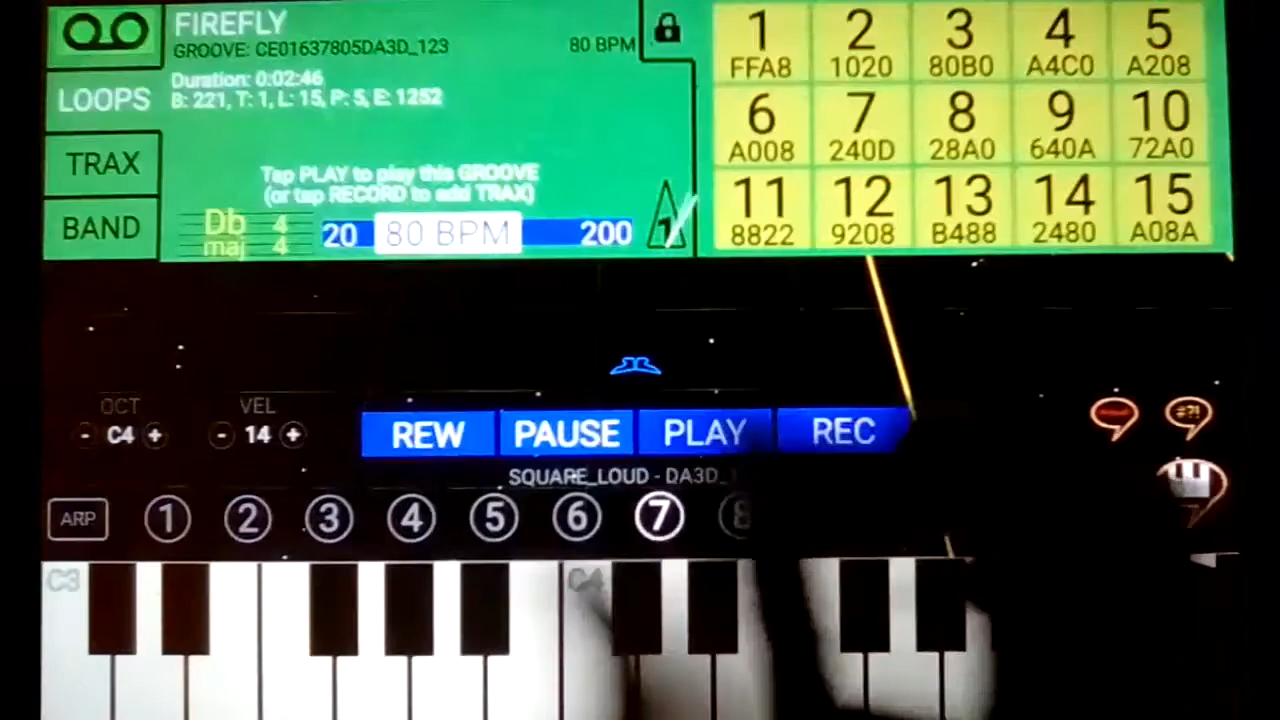 FIREFLY
GROOVE: CE01637805DA3D_123
80 BPM
LOOPS
Duration: 0:02:46
B: 221, T: 1, L: 15, P: 5, E: 1252
TRAX
Tap PLAY to play this GROOVE
(or tap RECORD to add TRAX)
BAND
Db 4
maj 4
20 80 BPM 200
1
1 2 3 4 5
FFA8 1020 80B0 A4C0 A208
6 7 8 9 10
A008 240D 28A0 640A 72A0
11 12 13 14 15
8822 9208 B488 2480 A08A
OCT VEL
- C4 + - 14 +
REW PAUSE PLAY REC
#?!
SQUARE_LOUD - DA3D_
ARP 1 2 3 4 5 6 7 8
C3 C4